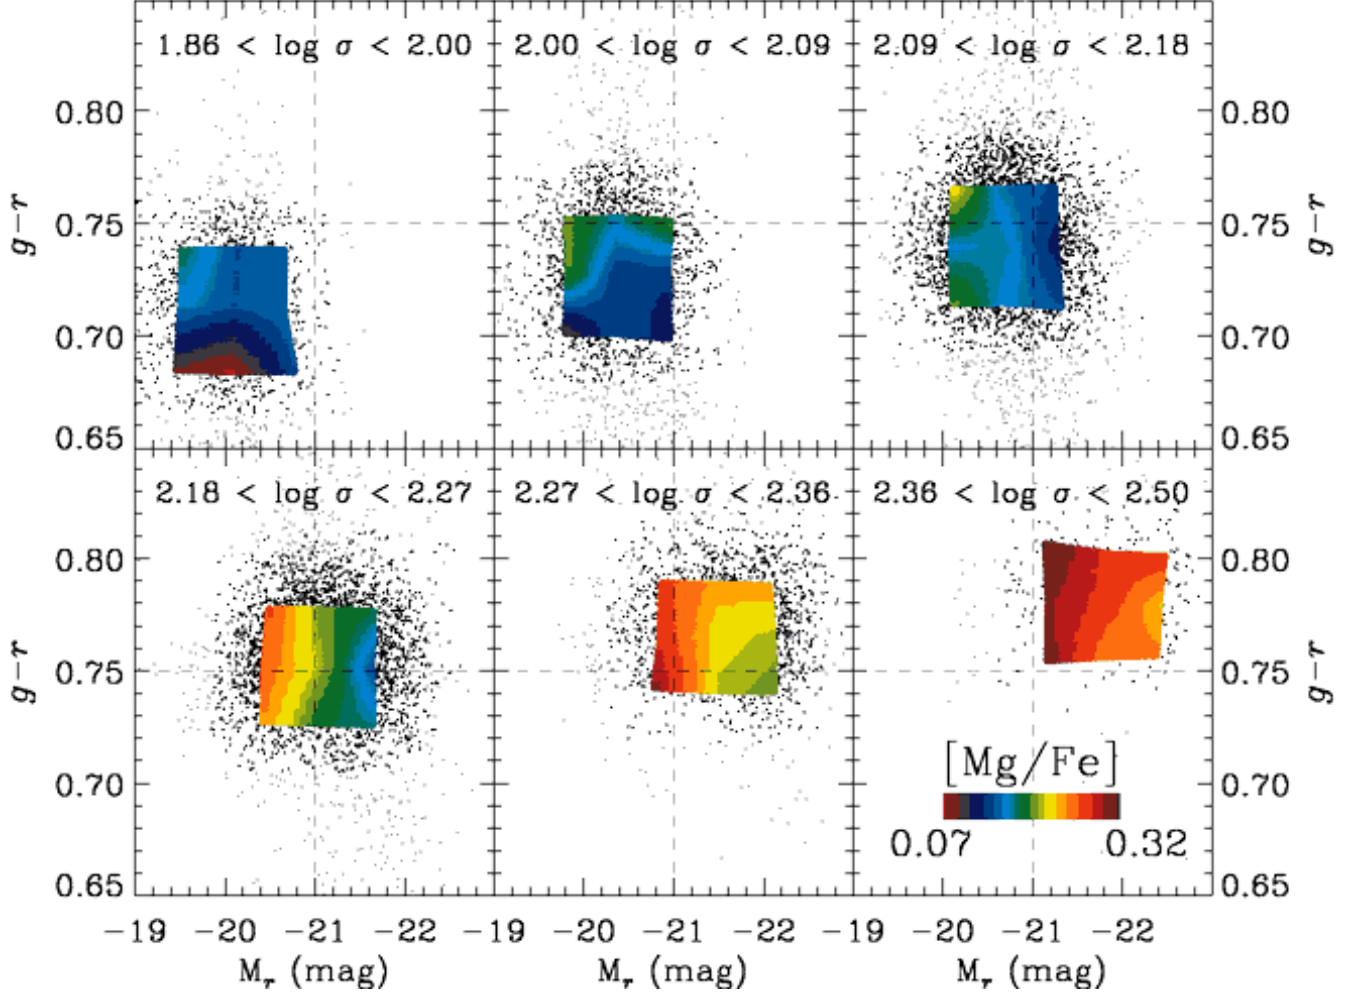 1.86 < log σ < 2.00
2.00 < log σ < 2.09
2.09 < log σ < 2.18
0.80
0.75
0.70
0.65
g-r
0.80
0.75
0.70
0.65
g-r
2.18 < log σ < 2.27
2.27 < log σ < 2.36
2.36 < log σ < 2.50
0.80
0.75
0.70
0.65
g-r
0.80
0.75
0.70
0.65
g-r
[Mg/Fe]
0.07 0.32
-19 -20 -21 -22
-19 -20 -21 -22
-19 -20 -21 -22
M_r (mag)
M_r (mag)
M_r (mag)